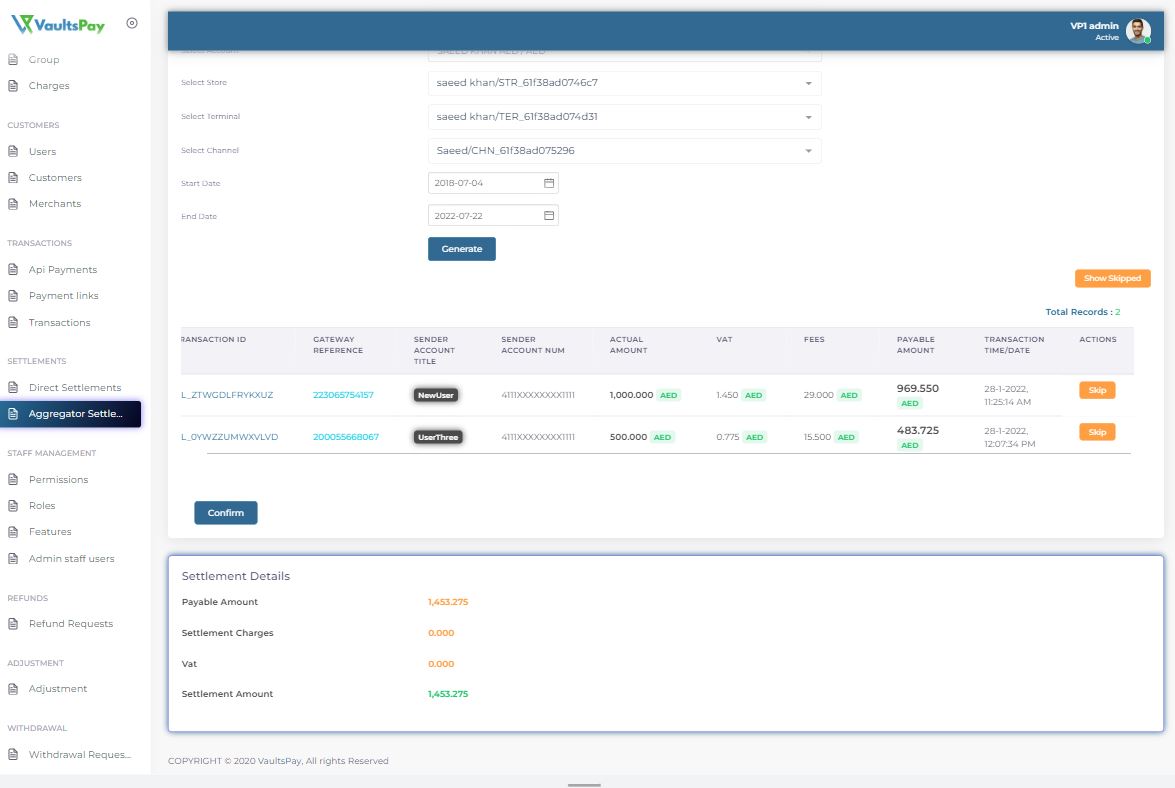 VaultsPay
VP1 admin
Active
Group
Charges
CUSTOMERS
Users
Customers
Merchants
TRANSACTIONS
Api Payments
Payment links
Transactions
SETTLEMENTS
Direct Settlements
Aggregator Settle...
STAFF MANAGEMENT
Permissions
Roles
Features
Admin staff users
REFUNDS
Refund Requests
ADJUSTMENT
Adjustment
WITHDRAWAL
Withdrawal Reques...
Select Account SAEED KHAN AED / AED
Select Store saeed khan/STR_61f38ad0746c7
Select Terminal saeed khan/TER_61f38ad074d31
Select Channel Saeed/CHN_61f38ad075296
Start Date 2018-07-04
End Date 2022-07-22
Generate
Show Skipped
Total Records : 2
RANSACTION ID GATEWAY SENDER SENDER ACTUAL VAT FEES PAYABLE TRANSACTION ACTIONS
REFERENCE ACCOUNT ACCOUNT NUM AMOUNT AMOUNT TIME/DATE
TITLE
L_ZTWGDLFRYKXUZ 223065754157 NewUser 4111XXXXXXXX1111 1,000.000 AED 1.450 AED 29.000 AED 969.550 AED 28-1-2022, 11:25:14 AM Skip
L_0YWZZUMWXVLVD 200055668067 UserThree 4111XXXXXXXX1111 500.000 AED 0.775 AED 15.500 AED 483.725 AED 28-1-2022, 12:07:34 PM Skip
Confirm
Settlement Details
Payable Amount 1,453.275
Settlement Charges 0.000
Vat 0.000
Settlement Amount 1,453.275
COPYRIGHT © 2020 VaultsPay, All rights Reserved